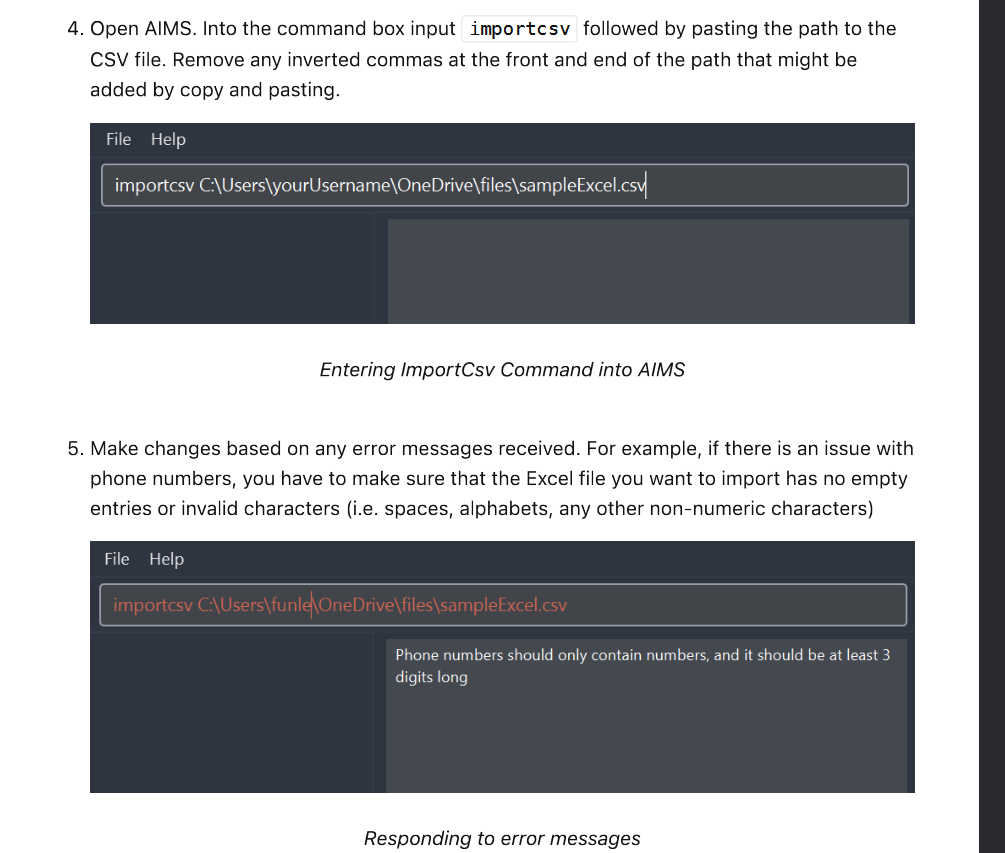 4. Open AIMS. Into the command box input importcsv followed by pasting the path to the
CSV file. Remove any inverted commas at the front and end of the path that might be
added by copy and pasting.
File Help
importcsv C:\Users\yourUsername\OneDrive\files\sampleExcel.csv
Entering ImportCsv Command into AIMS
5. Make changes based on any error messages received. For example, if there is an issue with
phone numbers, you have to make sure that the Excel file you want to import has no empty
entries or invalid characters (i.e. spaces, alphabets, any other non-numeric characters)
File Help
importcsv C:\Users\funle\OneDrive\files\sampleExcel.csv
Phone numbers should only contain numbers, and it should be at least 3
digits long
Responding to error messages